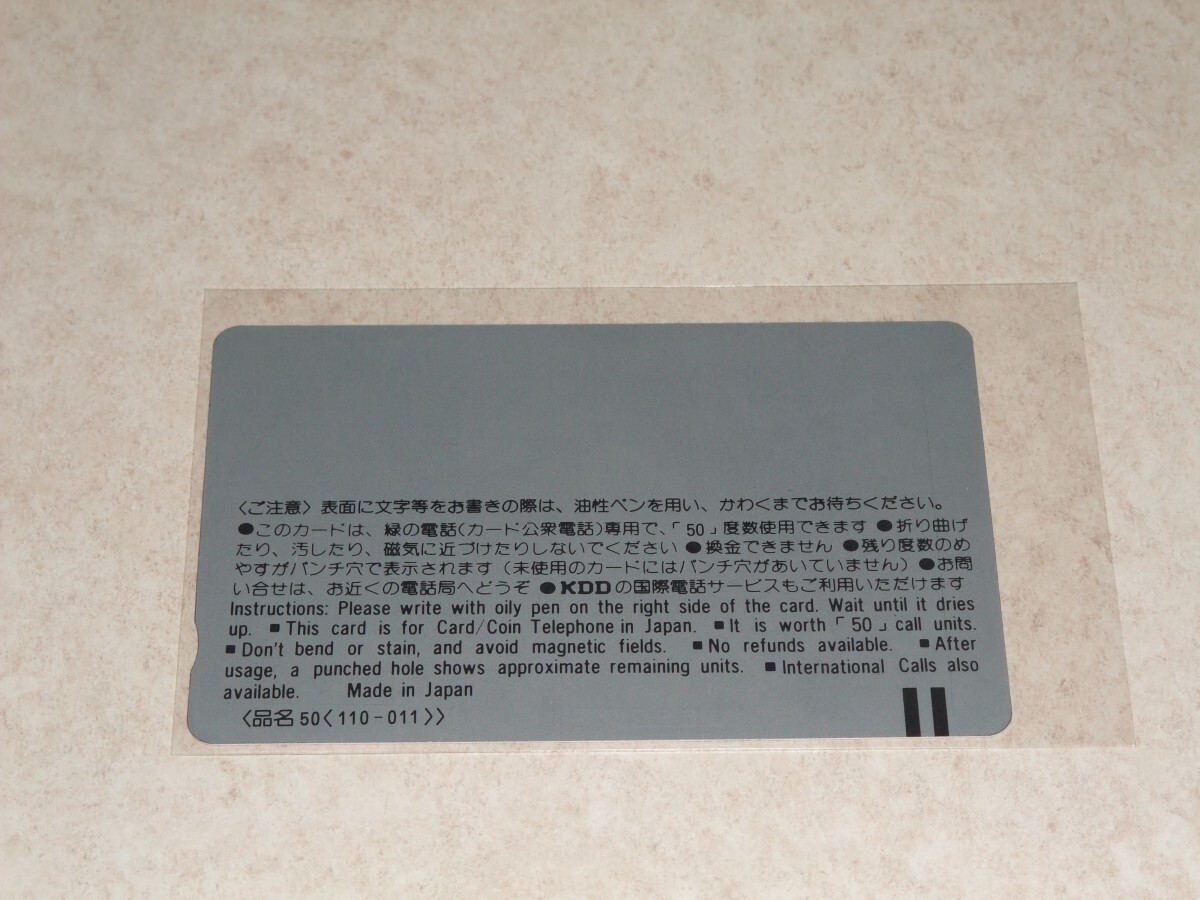 〈ご注意〉表面に文字等をお書きの際は、油性ペンを用い、かわくまでお待ちください。
●このカードは、緑の電話(カード公衆電話)専用で、「50」度数使用できます ●折り曲げ
たり、汚したり、磁気に近づけたりしないでください ●換金できません ●残り度数のめ
やすがパンチ穴で表示されます (未使用のカードにはパンチ穴があいていません) ●お問
い合せは、お近くの電話局へどうぞ ●KDDの国際電話サービスもご利用いただけます
Instructions: Please write with oily pen on the right side of the card. Wait until it dries
up. ■This card is for Card/Coin Telephone in Japan. ■It is worth「50」call units.
■Don't bend or stain, and avoid magnetic fields. ■No refunds available. ■After
usage, a punched hole shows approximate remaining units. ■International Calls also
available. Made in Japan
〈品名50〈110-011〉〉